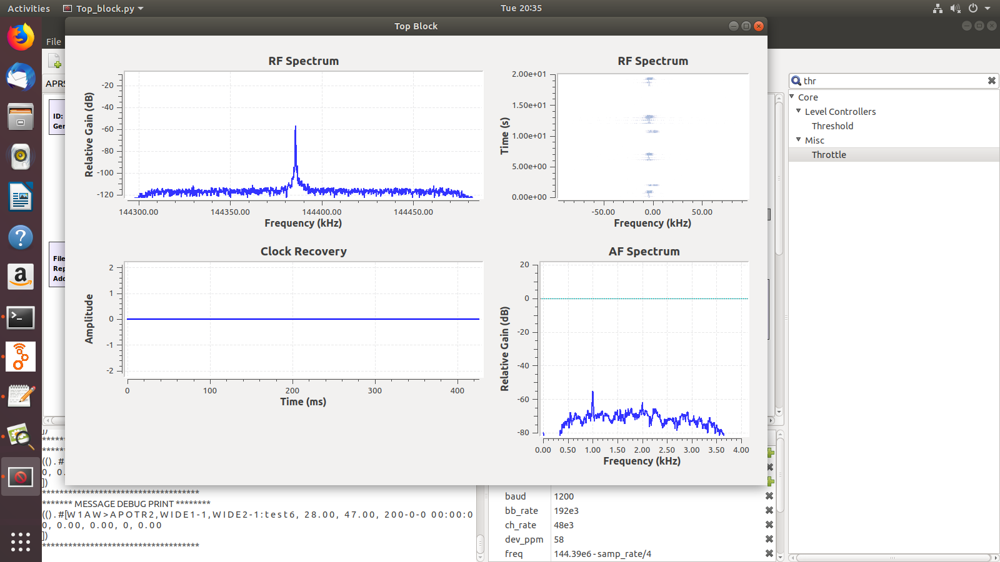 Activities
Top_block.py
Tue 20:35
Top Block
File
APRS
ID:
Ger
File
Rep
Add
RF Spectrum
Relative Gain (dB)
-20
-40
-60
-80
-100
-120
144300.00 144350.00 144400.00 144450.00
Frequency (kHz)
RF Spectrum
Time (s)
2.00e+01
1.50e+01
1.00e+01
5.00e+00
0.00e+00
-50.00 0.00 50.00
Frequency (kHz)
Clock Recovery
Amplitude
2
1
0
-1
-2
0 100 200 300 400
Time (ms)
AF Spectrum
Relative Gain (dB)
20
0
-20
-40
-60
-80
0.00 0.50 1.00 1.50 2.00 2.50 3.00 3.50 4.00
Frequency (kHz)
thr
Core
Level Controllers
Threshold
Misc
Throttle
(().#
0, 0.
])
************************************
******* MESSAGE DEBUG PRINT ********
(().#[W1AW>APOTR2,WIDE1-1,WIDE2-1:test6, 28.00, 47.00, 200-0-0 00:00:0
0, 0.00, 0.00, 0, 0.00
])
************************************
baud 1200
bb_rate 192e3
ch_rate 48e3
dev_ppm 58
freq 144.39e6-samp_rate/4